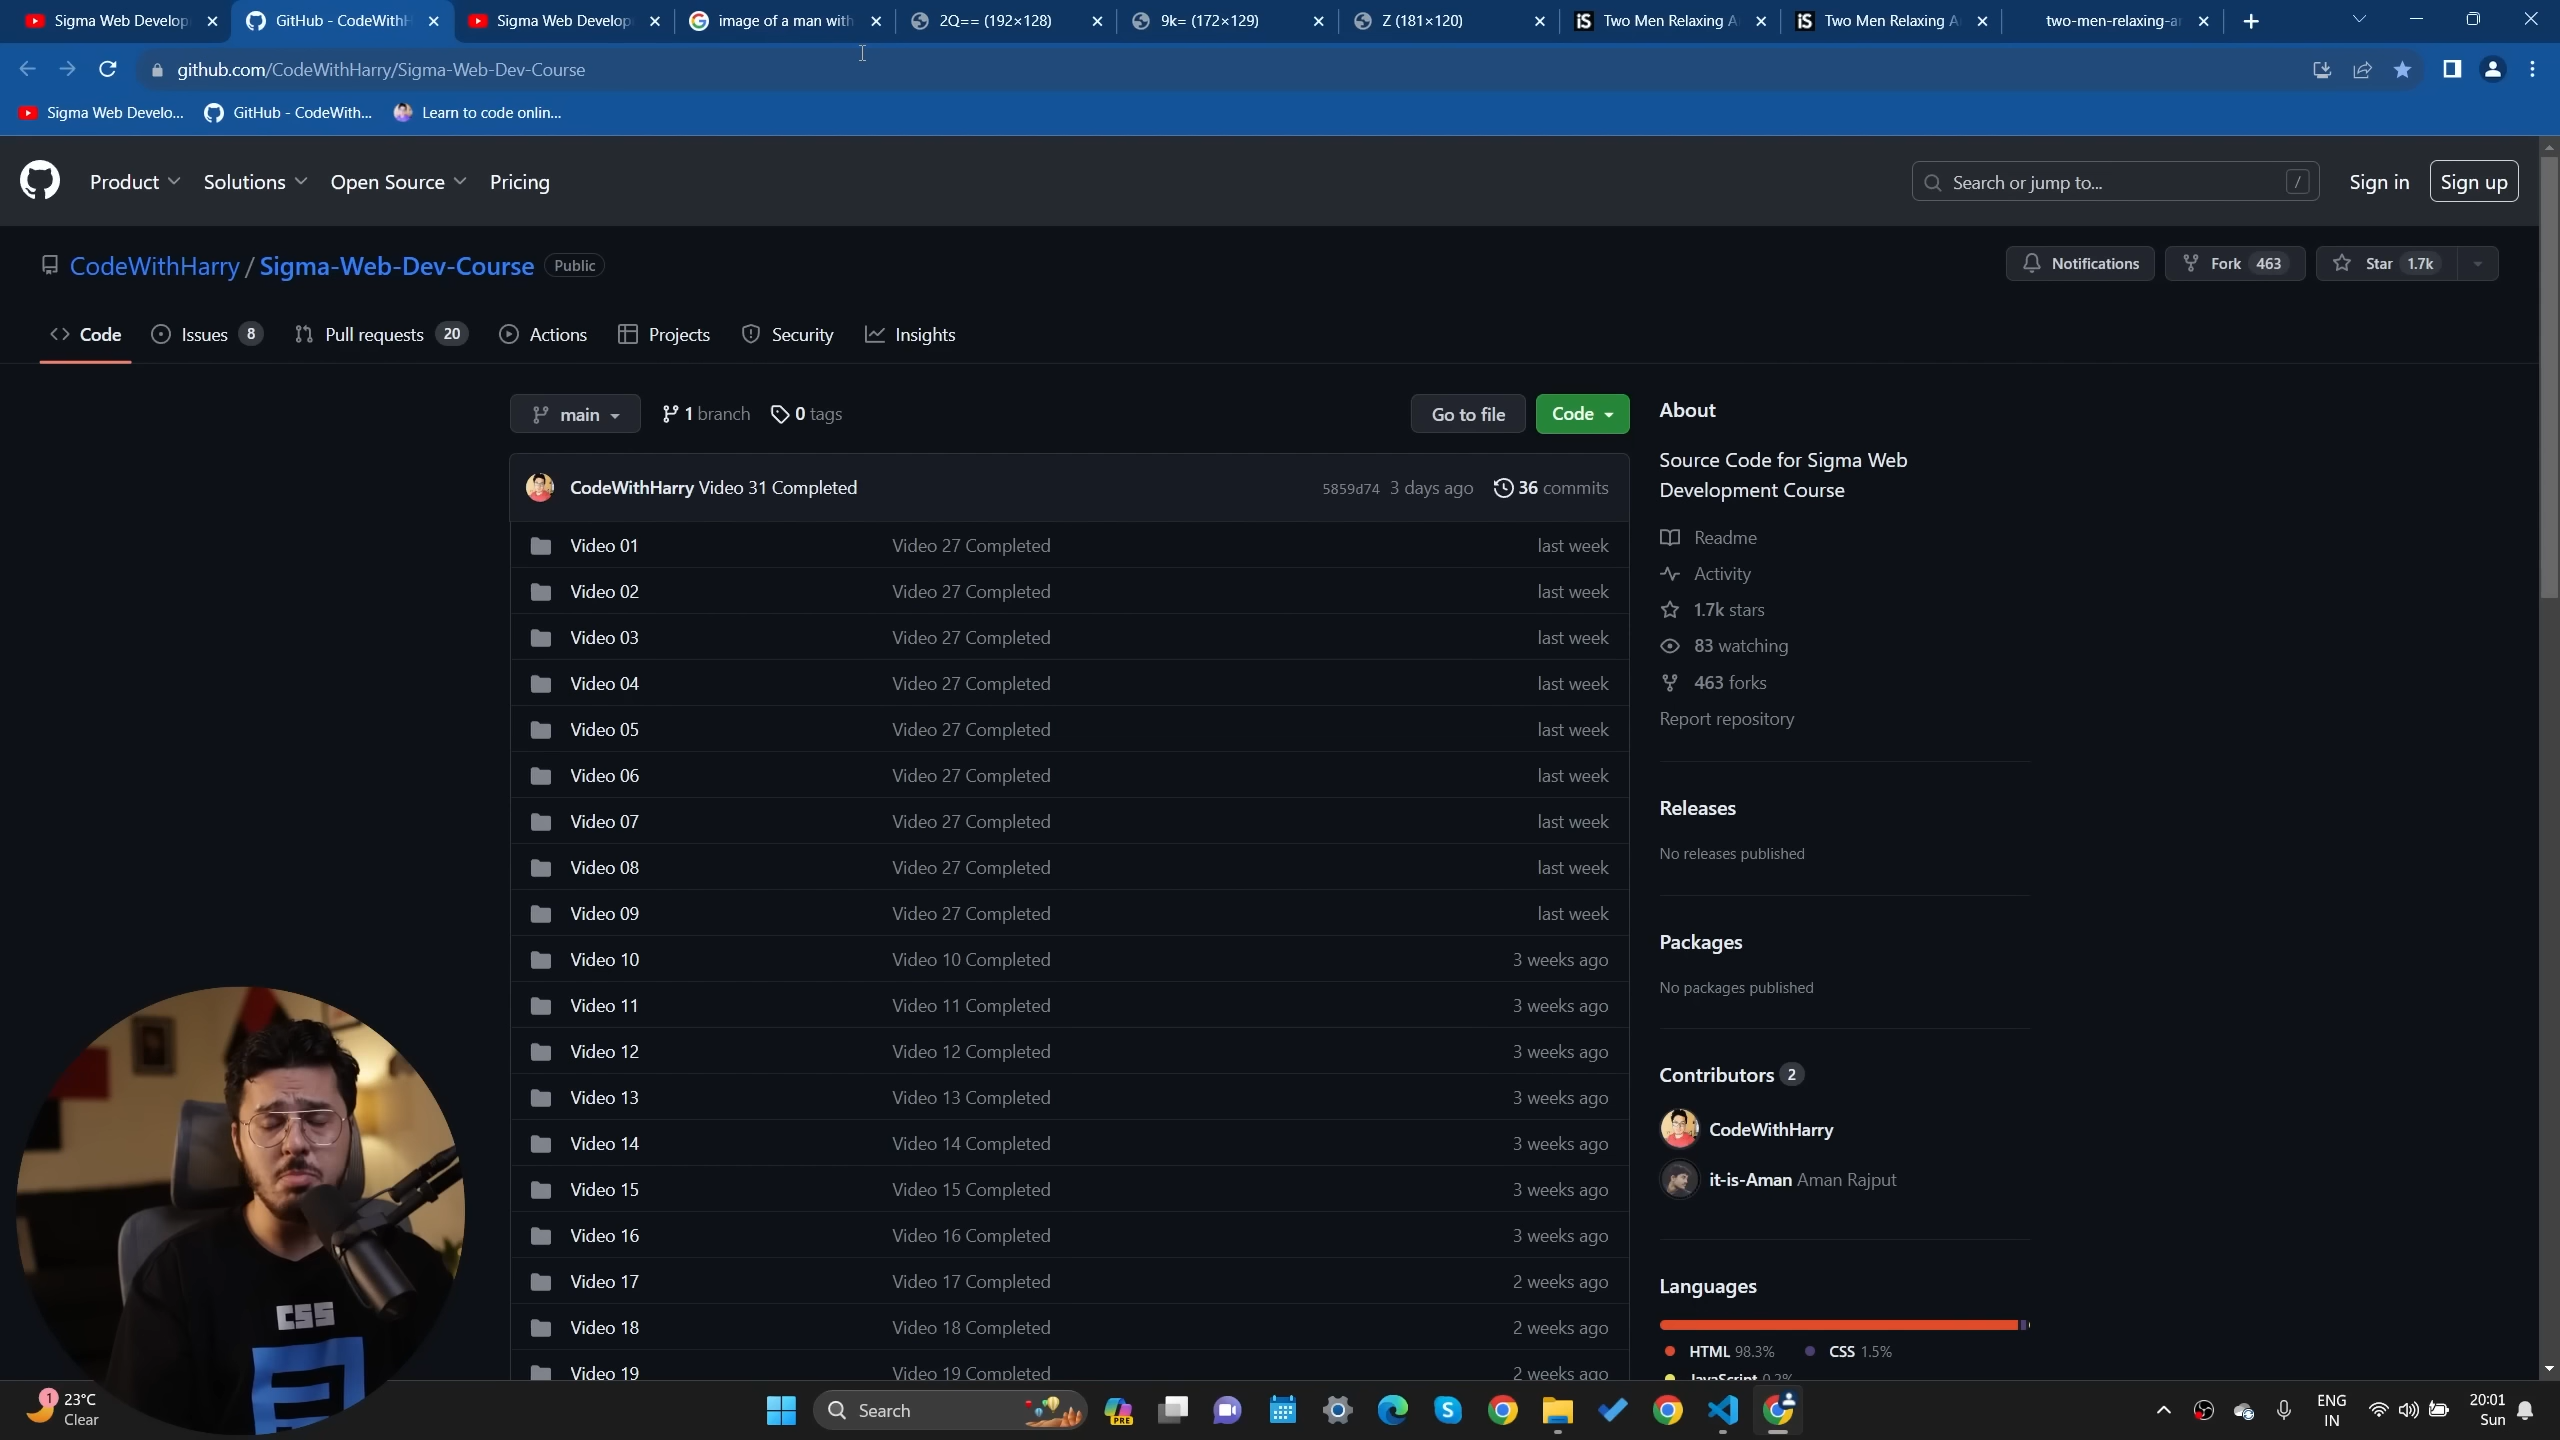 Sigma Web Develop
GitHub - CodeWithH
Sigma Web Develop
image of a man with
2Q== (192×128)
9k= (172×129)
Z (181×120)
Two Men Relaxing A
Two Men Relaxing A
two-men-relaxing-ar
github.com/CodeWithHarry/Sigma-Web-Dev-Course
Sigma Web Develo...
GitHub - CodeWith...
Learn to code onlin...
Product
Solutions
Open Source
Pricing
Search or jump to...
/
Sign in
Sign up
CodeWithHarry / Sigma-Web-Dev-Course
Public
Notifications
Fork 463
Star 1.7k
Code
Issues 8
Pull requests 20
Actions
Projects
Security
Insights
main
1 branch
0 tags
Go to file
Code
CodeWithHarry Video 31 Completed
5859d74 3 days ago
36 commits
Video 01 Video 27 Completed last week
Video 02 Video 27 Completed last week
Video 03 Video 27 Completed last week
Video 04 Video 27 Completed last week
Video 05 Video 27 Completed last week
Video 06 Video 27 Completed last week
Video 07 Video 27 Completed last week
Video 08 Video 27 Completed last week
Video 09 Video 27 Completed last week
Video 10 Video 10 Completed 3 weeks ago
Video 11 Video 11 Completed 3 weeks ago
Video 12 Video 12 Completed 3 weeks ago
Video 13 Video 13 Completed 3 weeks ago
Video 14 Video 14 Completed 3 weeks ago
Video 15 Video 15 Completed 3 weeks ago
Video 16 Video 16 Completed 3 weeks ago
Video 17 Video 17 Completed 2 weeks ago
Video 18 Video 18 Completed 2 weeks ago
Video 19 Video 19 Completed 2 weeks ago
About
Source Code for Sigma Web
Development Course
Readme
Activity
1.7k stars
83 watching
463 forks
Report repository
Releases
No releases published
Packages
No packages published
Contributors 2
CodeWithHarry
it-is-Aman Aman Rajput
Languages
HTML 98.3%
CSS 1.5%
JavaScript 0.2%
CSS
1
23°C
Clear
Search
PRE
ENG
IN
20:01
Sun